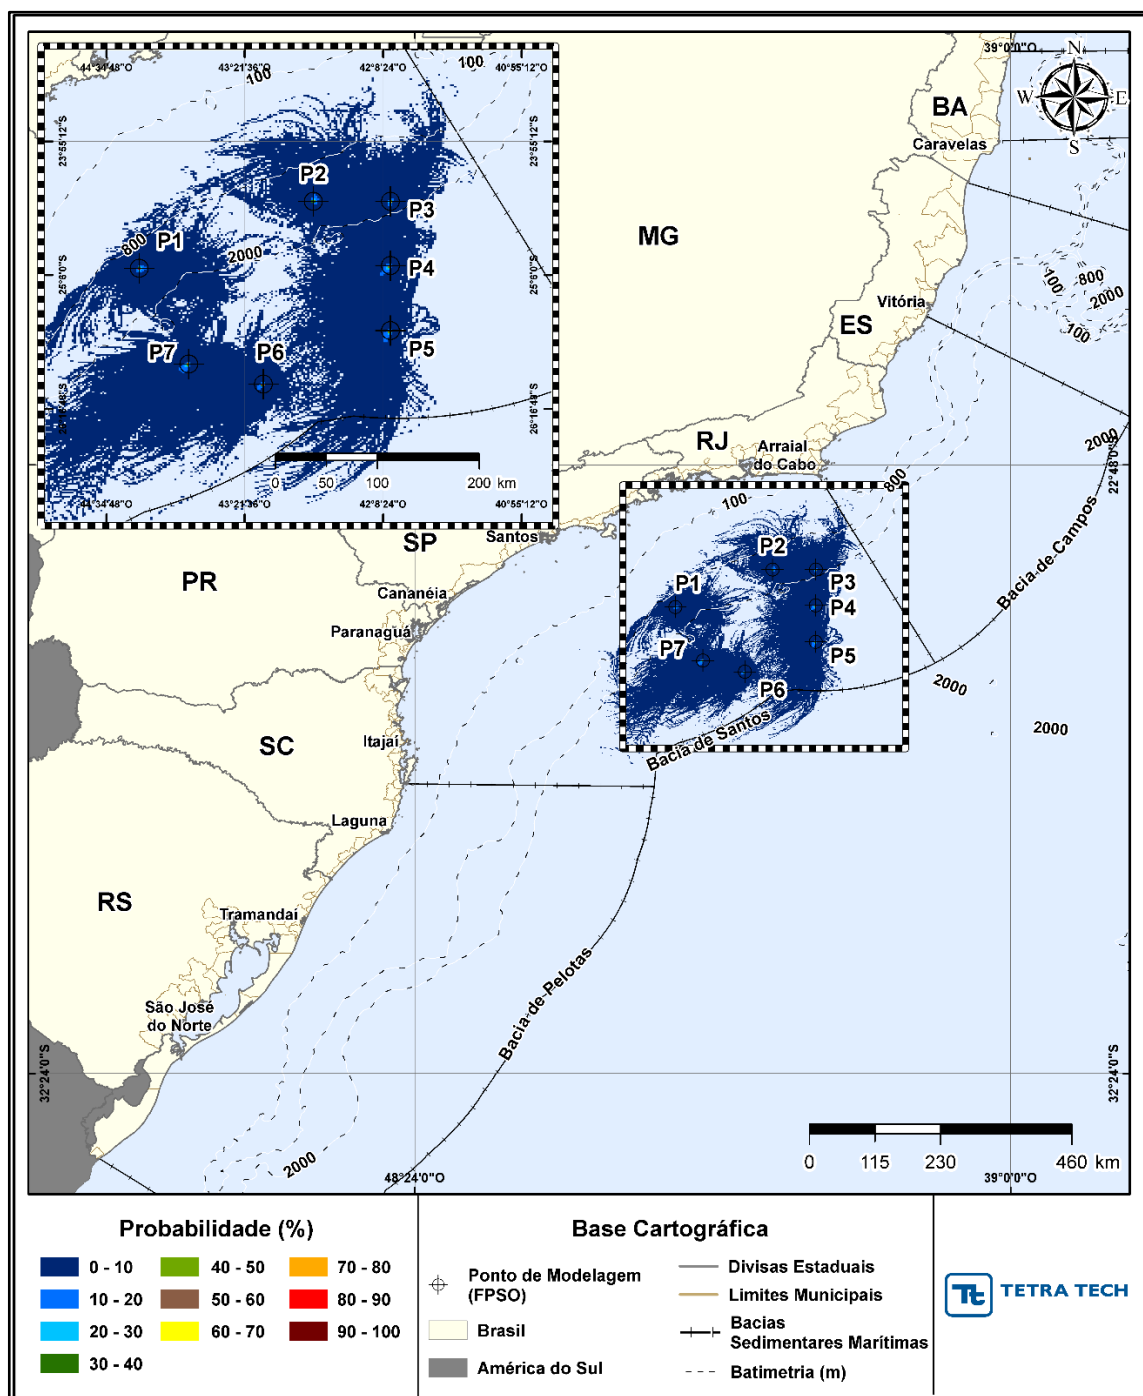 44°34'48"O
43°21'36"O
42°8'24"O
40°55'12"O
39°0'0"O
N
W
E
S
100
100
BA
Caravelas
23°55'12"S
23°55'12"S
P2
P3
P1
800
2000
MG
P4
25°6'0"S
25°6'0"S
800
100
2000
Vitória
100
ES
P5
P7
P6
26°16'48"S
26°16'48"S
RJ
Arraial
do Cabo
2000
22°48'0"S
0 50 100 200 km
800
44°34'48"O
43°21'36"O
42°8'24"O
40°55'12"O
100
SP
Santos
Bacia de Campos
PR
P2
P3
Cananéia
P1
P4
Paranaguá
P5
P7
P6
2000
Bacia de Santos
2000
SC
Itajaí
Laguna
RS
Tramandaí
Bacia de Pelotas
São José
do Norte
32°24'0"S
32°24'0"S
2000
0 115 230 460 km
48°24'0"O
39°0'0"O
Probabilidade (%)
0 - 10
40 - 50
70 - 80
10 - 20
50 - 60
80 - 90
20 - 30
60 - 70
90 - 100
30 - 40
Base Cartográfica
Ponto de Modelagem
(FPSO)
Brasil
América do Sul
Divisas Estaduais
Limites Municipais
Bacias
Sedimentares Marítimas
Batimetria (m)
Tt TETRA TECH